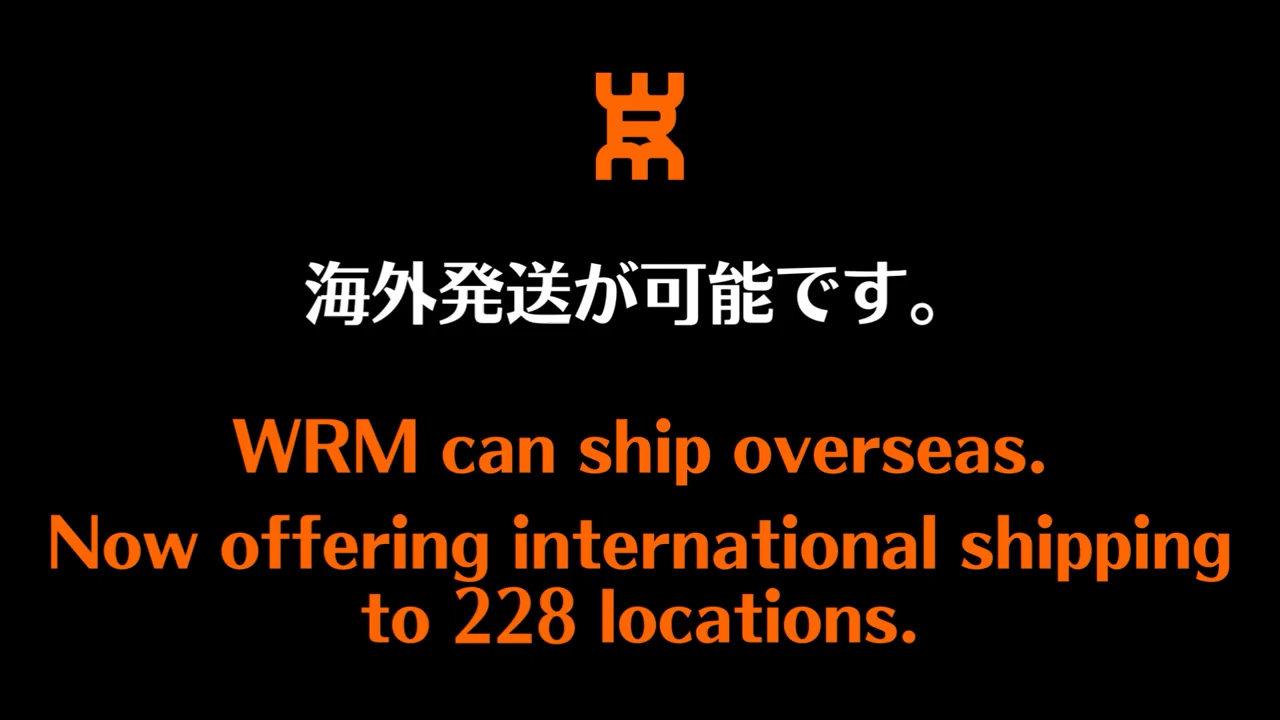 海外発送が可能です。
WRM can ship overseas.
Now offering international shipping
to 228 locations.